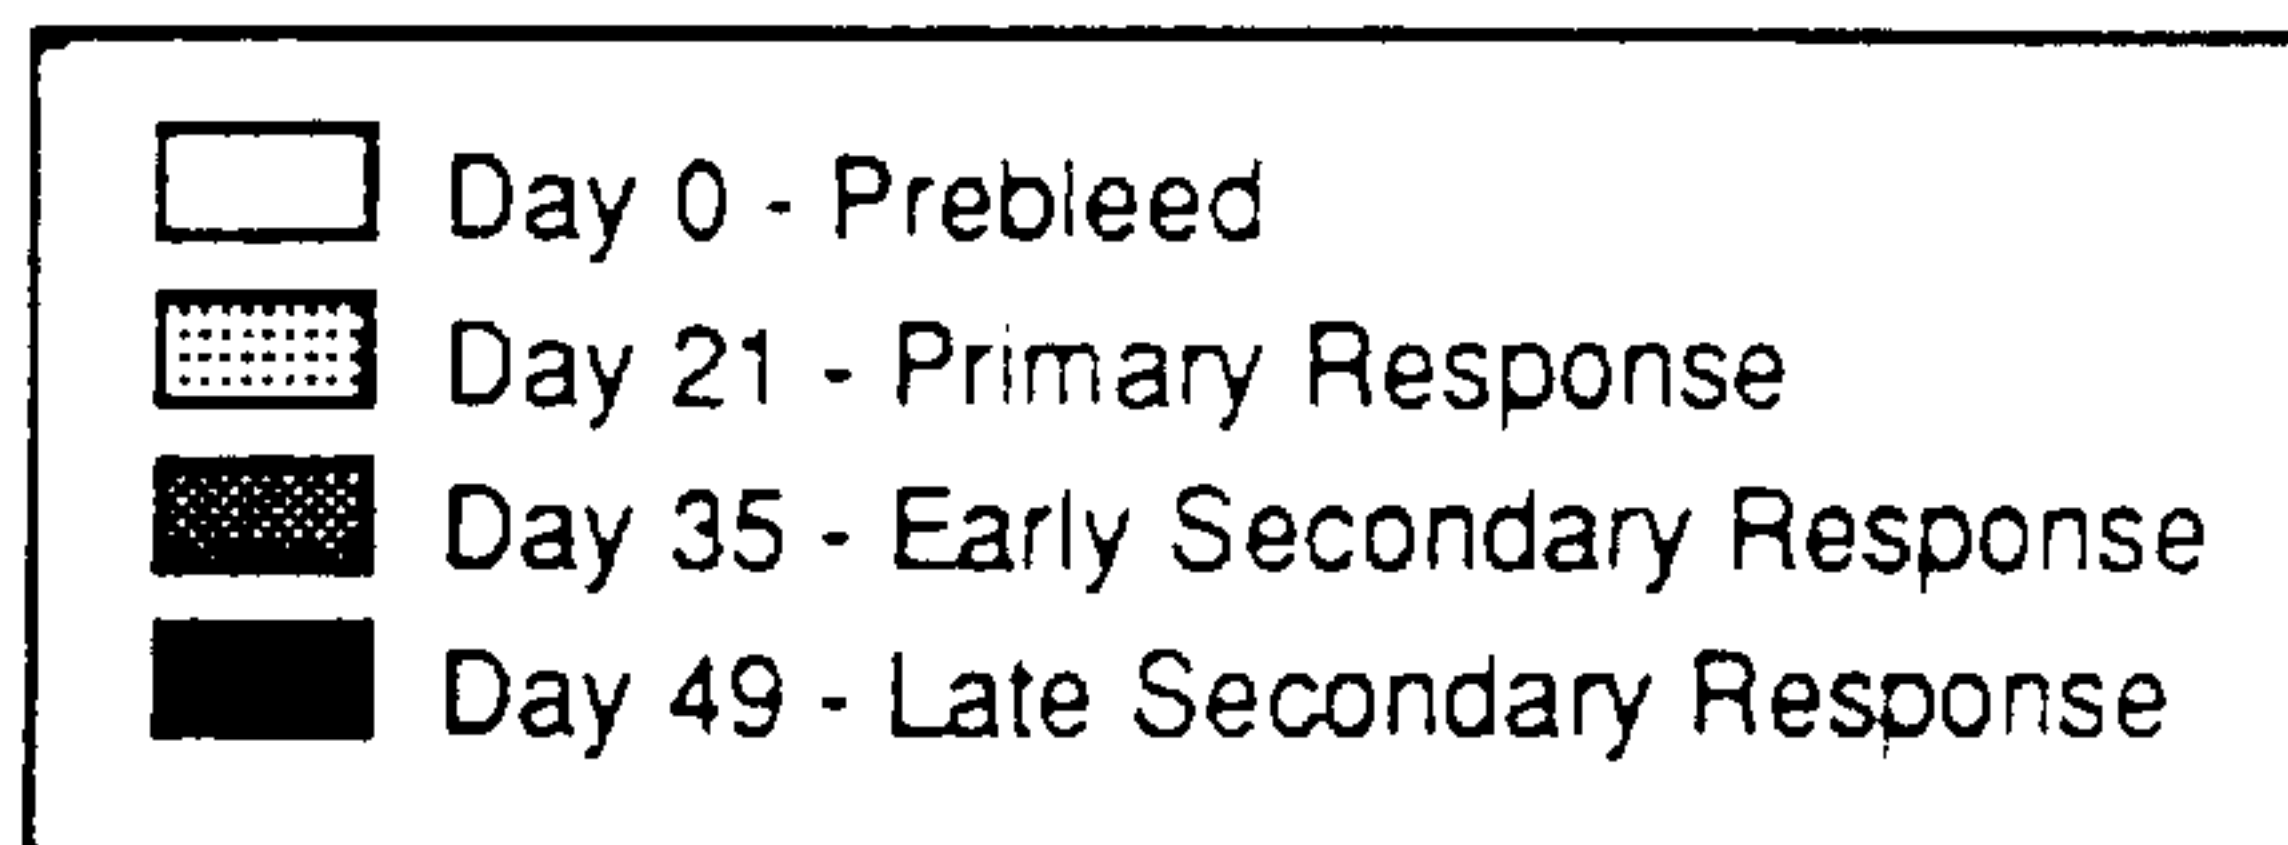 Day 0 - Prebleed
Day 21 - Primary Response
Day 35 - Early Secondary Response
Day 49 - Late Secondary Response